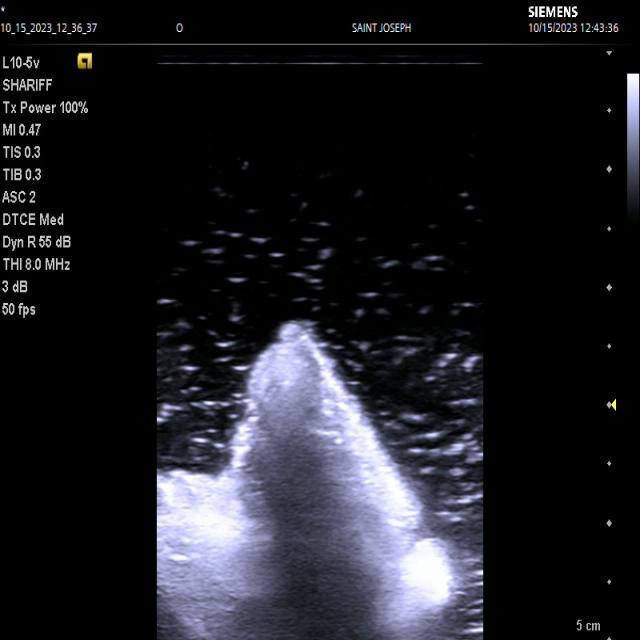 *
SIEMENS
10_15_2023_12_36_37 O SAINT JOSEPH 10/15/2023 12:43:36
L10-5v
SHARIFF
Tx Power 100%
MI 0.47
TIS 0.3
TIB 0.3
ASC 2
DTCE Med
Dyn R 55 dB
THI 8.0 MHz
3 dB
50 fps
5 cm